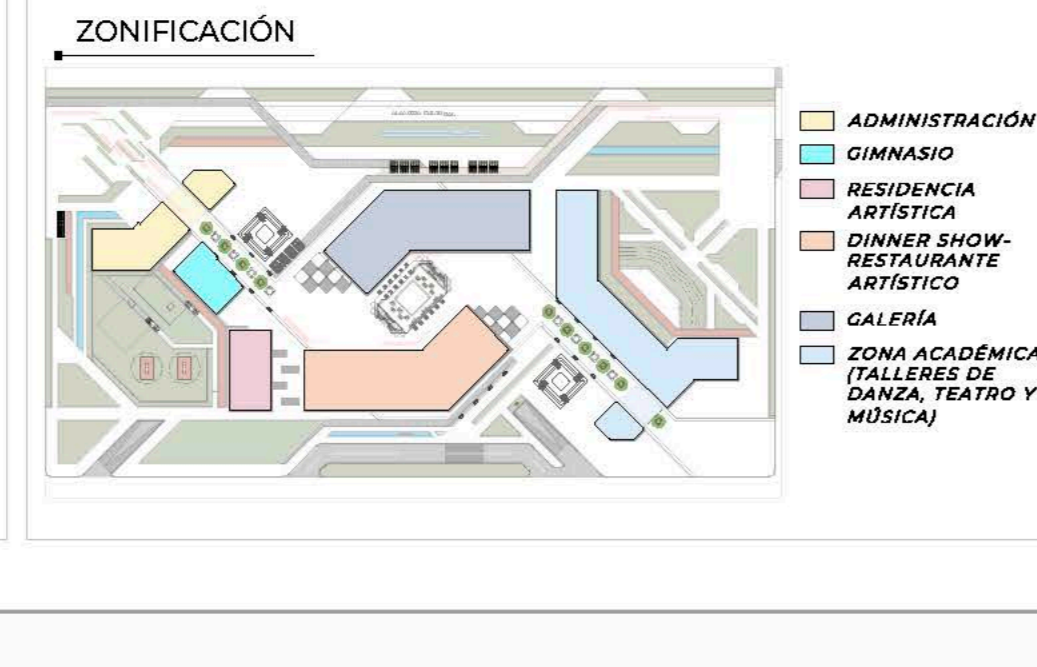 ZONIFICACIÓN
ADMINISTRACIÓN
GIMNASIO
RESIDENCIA
ARTÍSTICA
DINNER SHOW-
RESTAURANTE
ARTÍSTICO
GALERÍA
ZONA ACADÉMICA
(TALLERES DE
DANZA, TEATRO Y
MÚSICA)